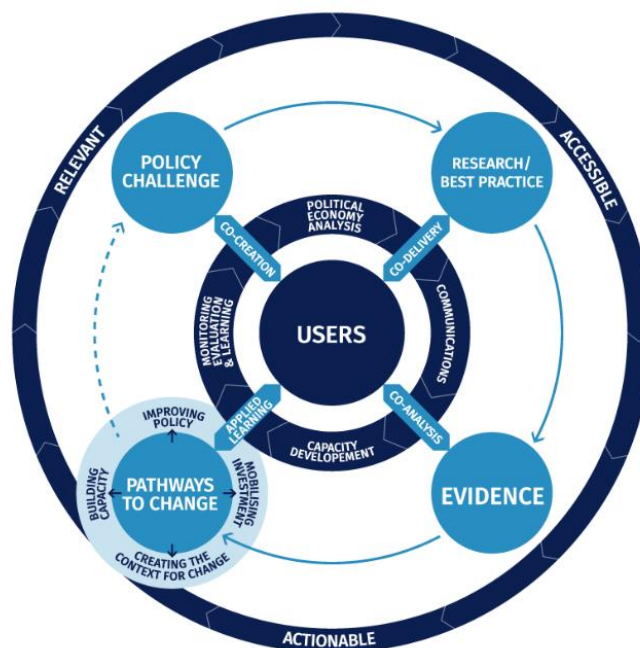 RELEVANT
ACCESSIBLE
ACTIONABLE
POLICY
CHALLENGE
RESEARCH/
BEST PRACTICE
POLITICAL
ECONOMY
ANALYSIS
CO-CREATION
CO-DELIVERY
MONITORING
EVALUATION
& LEARNING
USERS
COMMUNICATIONS
APPLIED
LEARNING
CO-ANALYSIS
CAPACITY
DEVELOPEMENT
IMPROVING
POLICY
BUILDING
CAPACITY
PATHWAYS
TO CHANGE
MOBILISING
INVESTMENT
CREATING THE
CONTEXT FOR CHANGE
EVIDENCE